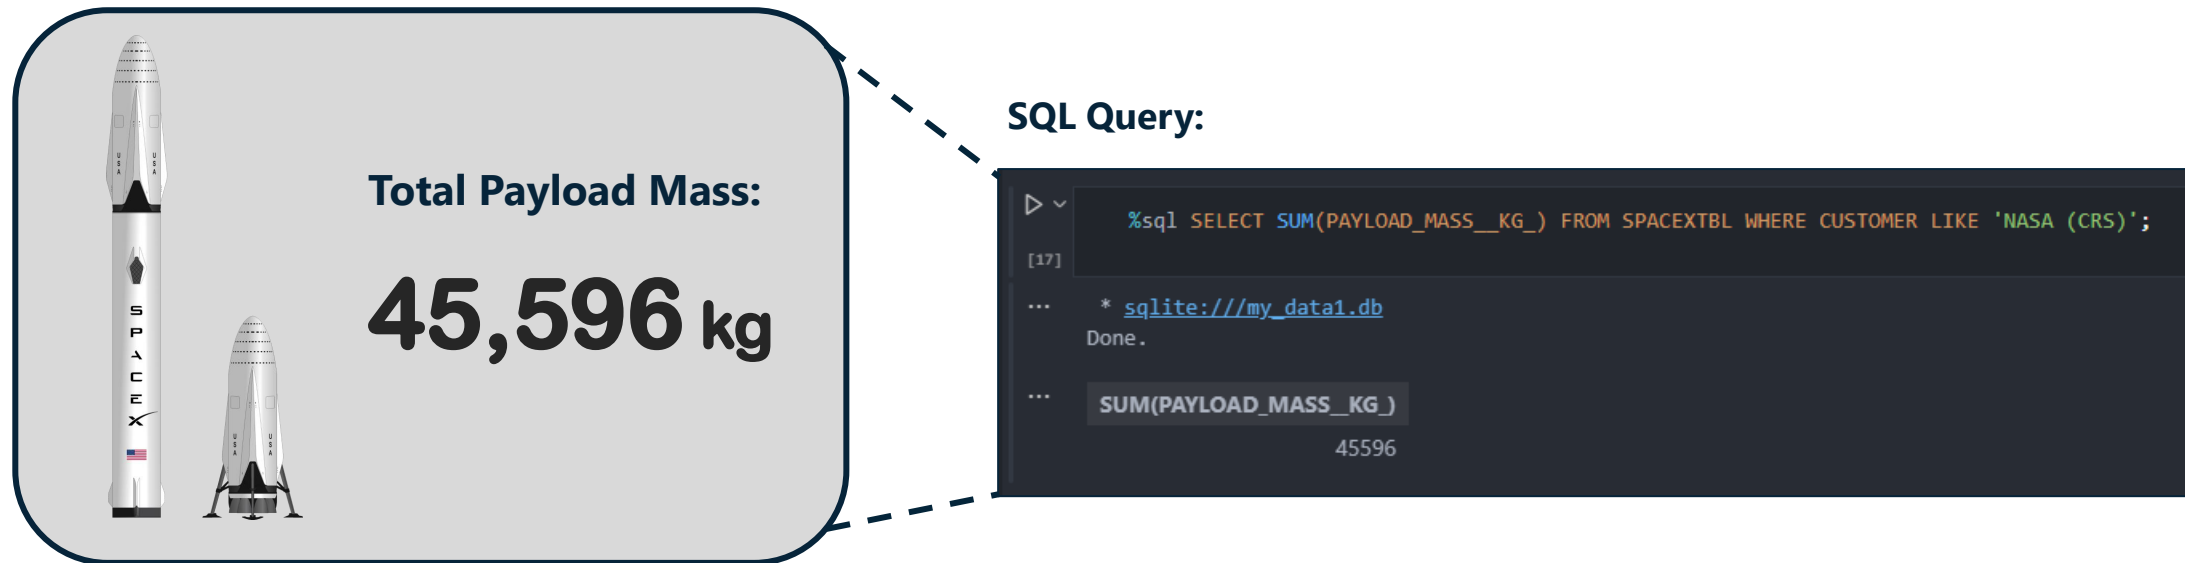 USA
USA
SPACEX
USA
USA
Total Payload Mass:
45,596 kg
SQL Query:
%sql SELECT SUM(PAYLOAD_MASS__KG_) FROM SPACEXTBL WHERE CUSTOMER LIKE 'NASA (CRS)';
[17]
... * sqlite:///my_data1.db
Done.
... SUM(PAYLOAD_MASS__KG_)
45596